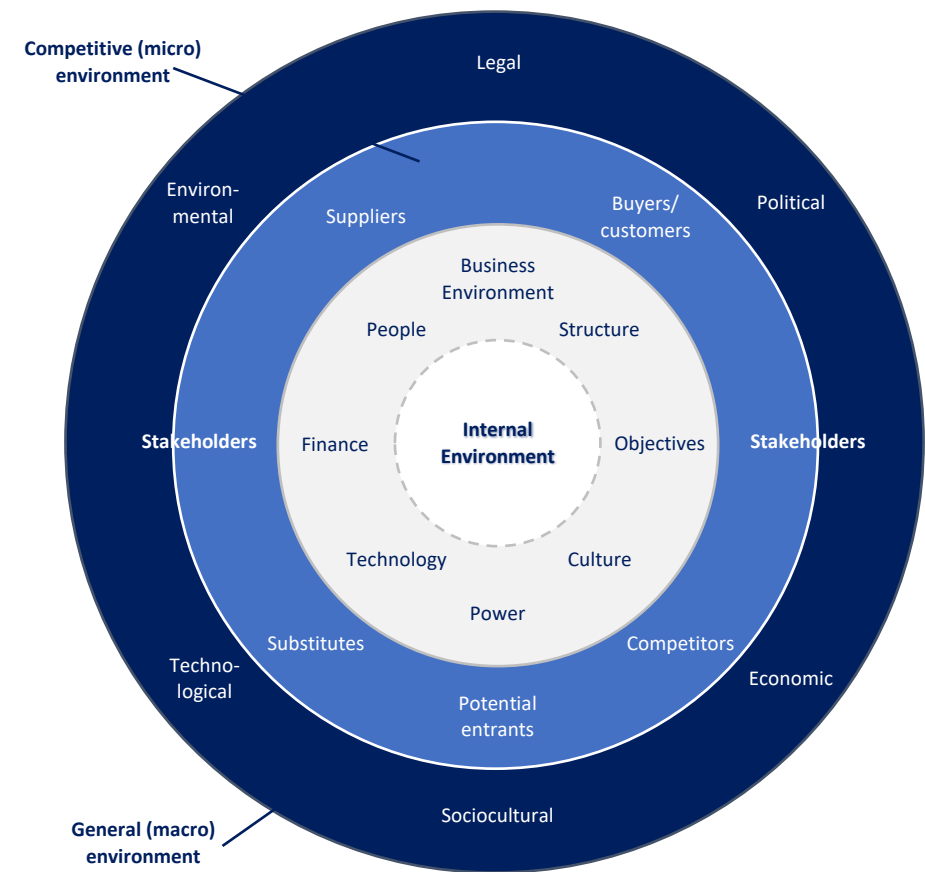 Competitive (micro)
environment
Legal
Environ-
mental
Suppliers
Buyers/
customers
Political
Business
Environment
People
Structure
Stakeholders
Finance
Internal
Environment
Objectives
Stakeholders
Technology
Culture
Power
Substitutes
Competitors
Techno-
logical
Economic
Potential
entrants
Sociocultural
General (macro)
environment